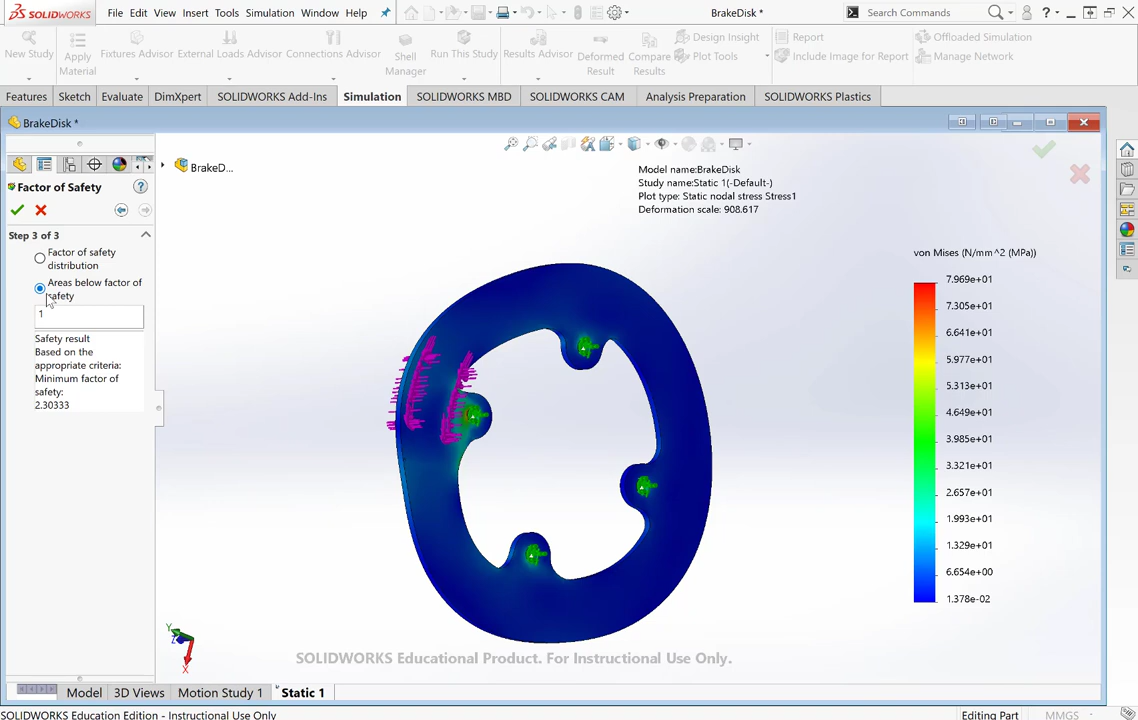 SOLIDWORKS File Edit View Insert Tools Simulation Window Help BrakeDisk * Search Commands ?
New Study Apply Material Fixtures Advisor External Loads Advisor Connections Advisor Shell Manager Run This Study Results Advisor Deformed Result Compare Results
Design Insight
Plot Tools
Report
Include Image for Report
Offloaded Simulation
Manage Network
Features Sketch Evaluate DimXpert SOLIDWORKS Add-Ins Simulation SOLIDWORKS MBD SOLIDWORKS CAM Analysis Preparation SOLIDWORKS Plastics
BrakeDisk *
BrakeD...
Factor of Safety ?
Step 3 of 3
Factor of safety
distribution
Areas below factor of
safety
1
Safety result
Based on the
appropriate criteria:
Minimum factor of
safety:
2.30333
Model name:BrakeDisk
Study name:Static 1(-Default-)
Plot type: Static nodal stress Stress1
Deformation scale: 908.617
von Mises (N/mm^2 (MPa))
7.969e+01
7.305e+01
6.641e+01
5.977e+01
5.313e+01
4.649e+01
3.985e+01
3.321e+01
2.657e+01
1.993e+01
1.329e+01
6.654e+00
1.378e-02
Y
Z
X
SOLIDWORKS Educational Product. For Instructional Use Only.
Model 3D Views Motion Study 1 Static 1
SOLIDWORKS Education Edition - Instructional Use Only Editing Part MMGS